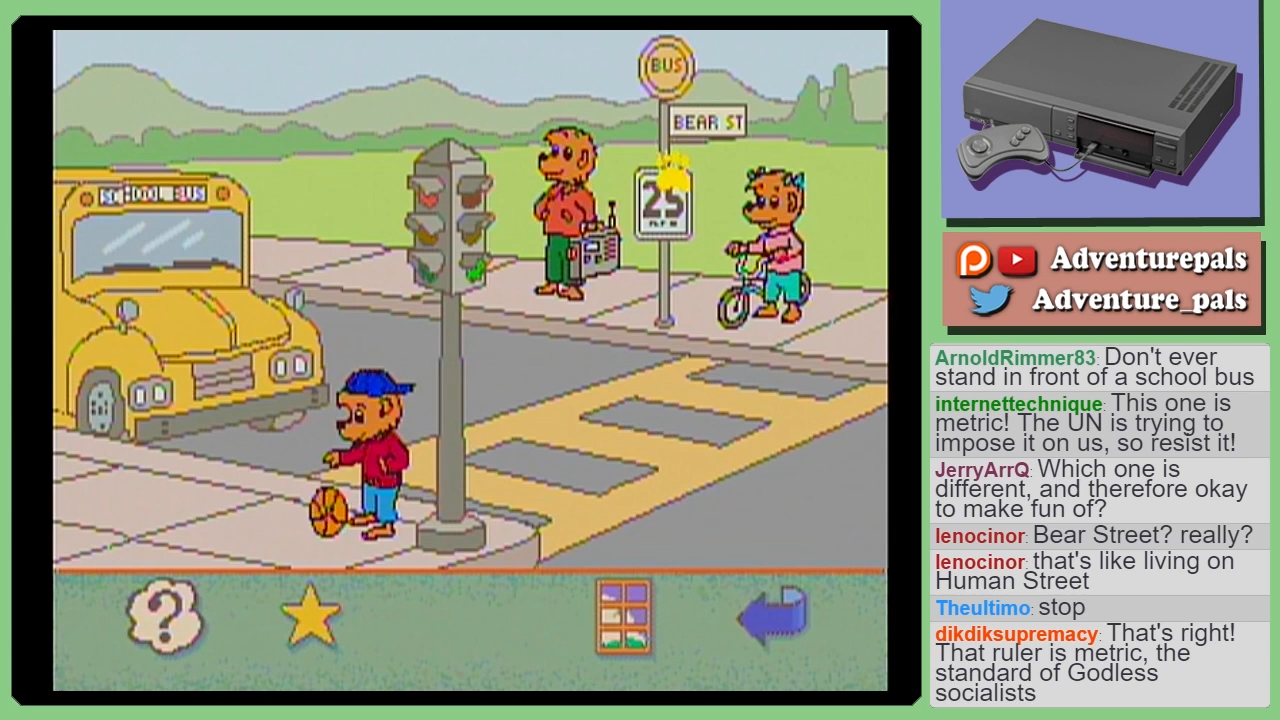 BUS
BEAR ST
SCHOOL BUS
25
?
Adventurepals
Adventure_pals
ArnoldRimmer83: Don't ever
stand in front of a school bus
internettechnique: This one is
metric! The UN is trying to
impose it on us, so resist it!
JerryArrQ: Which one is
different, and therefore okay
to make fun of?
lenocinor: Bear Street? really?
lenocinor: that's like living on
Human Street
Theultimo: stop
dikdiksupremacy: That's right!
That ruler is metric, the
standard of Godless
socialists